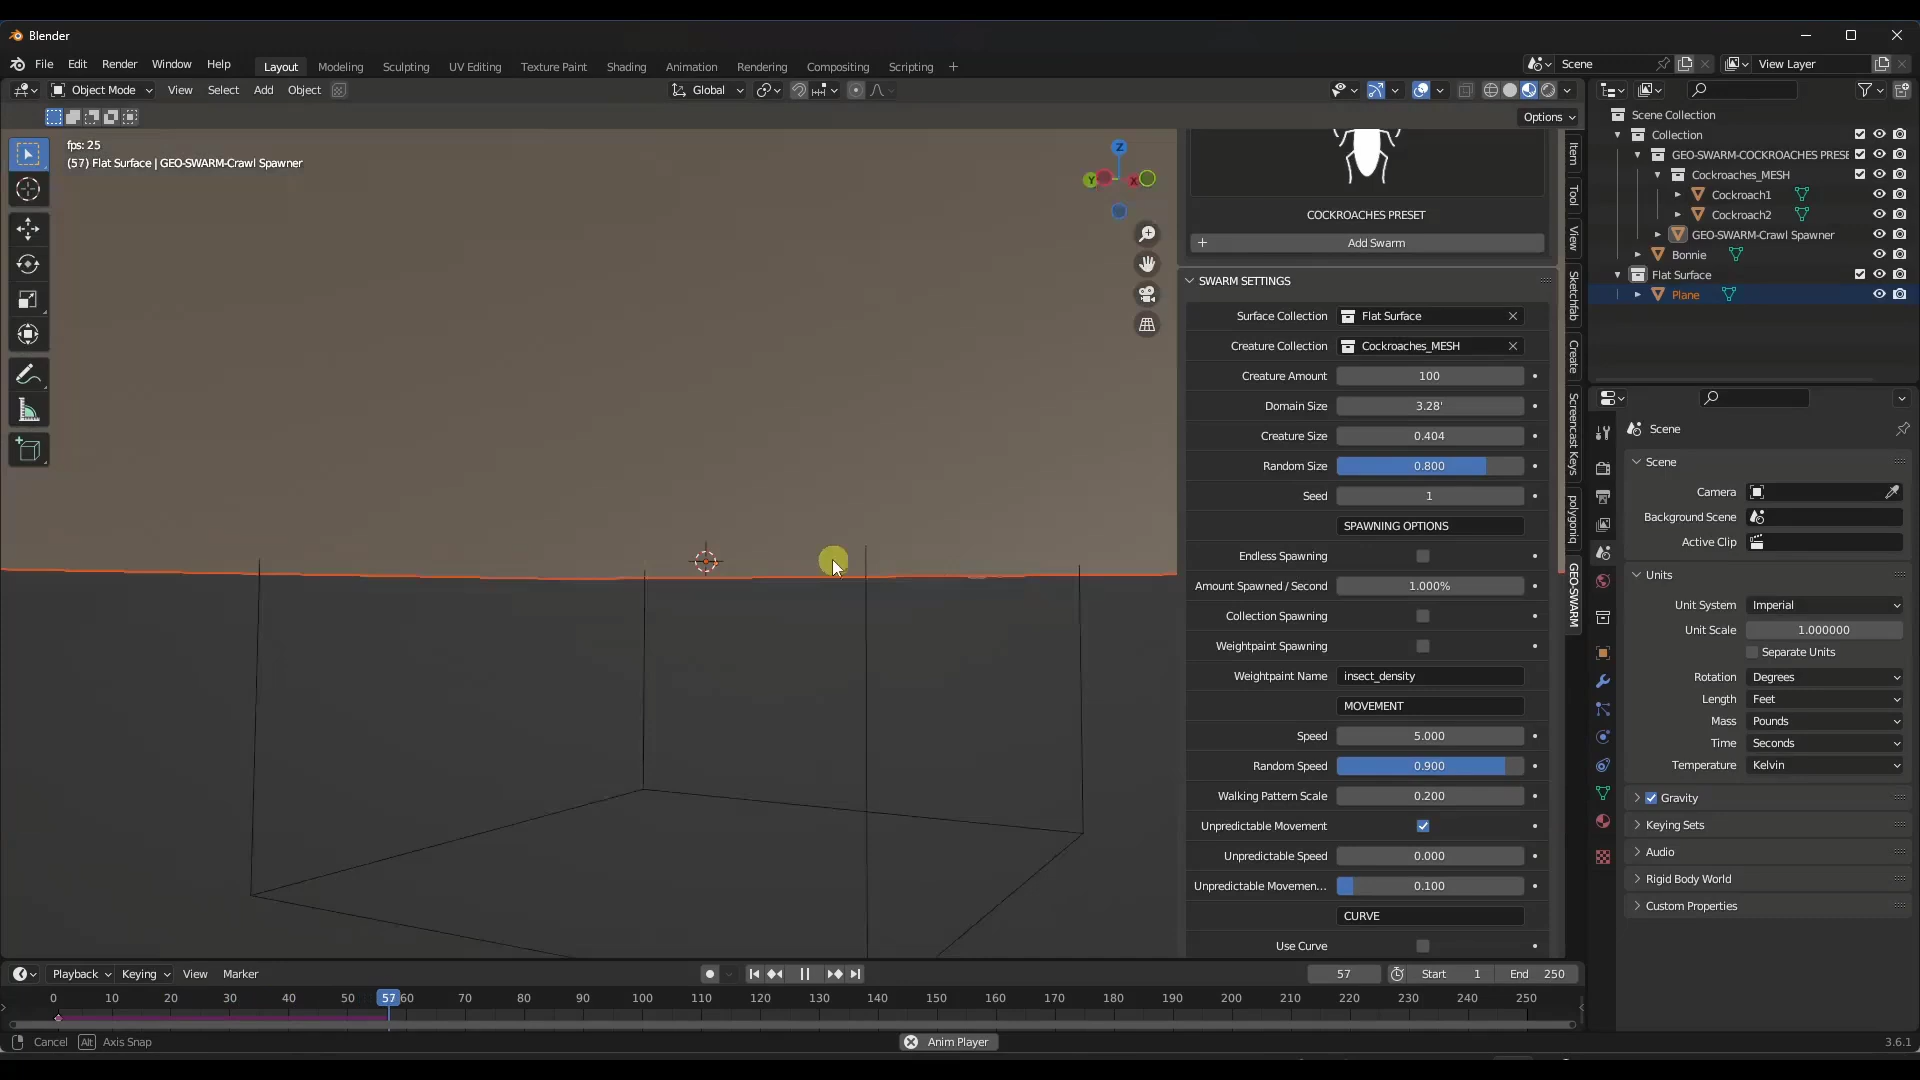 Blender
File Edit Render Window Help Layout Modeling Sculpting UV Editing Texture Paint Shading Animation Rendering Compositing Scripting Scene View Layer
Object Mode View Select Add Object Global
Options
fps: 25
(57) Flat Surface | GEO-SWARM-Crawl Spawner
Z
Y
X
COCKROACHES PRESET
Add Swarm
SWARM SETTINGS
Surface Collection Flat Surface
Creature Collection Cockroaches_MESH
Creature Amount 100
Domain Size 3.28'
Creature Size 0.404
Random Size 0.800
Seed 1
SPAWNING OPTIONS
Endless Spawning
Amount Spawned / Second 1.000%
Collection Spawning
Weightpaint Spawning
Weightpaint Name insect_density
MOVEMENT
Speed 5.000
Random Speed 0.900
Walking Pattern Scale 0.200
Unpredictable Movement
Unpredictable Speed 0.000
Unpredictable Movemen... 0.100
CURVE
Use Curve
Item
Tool
View
Sketchfab
Create
Screencast Keys
polygoniq
GEO-SWARM
Scene Collection
Collection
GEO-SWARM-COCKROACHES PRESE
Cockroaches_MESH
Cockroach1
Cockroach2
GEO-SWARM-Crawl Spawner
Bonnie
Flat Surface
Plane
Scene
Scene
Camera
Background Scene
Active Clip
Units
Unit System Imperial
Unit Scale 1.000000
Separate Units
Rotation Degrees
Length Feet
Mass Pounds
Time Seconds
Temperature Kelvin
Gravity
Keying Sets
Audio
Rigid Body World
Custom Properties
Playback Keying View Marker 57 Start 1 End 250
0 10 20 30 40 50 57 60 70 80 90 100 110 120 130 140 150 160 170 180 190 200 210 220 230 240 250
Cancel Alt Axis Snap Anim Player 3.6.1